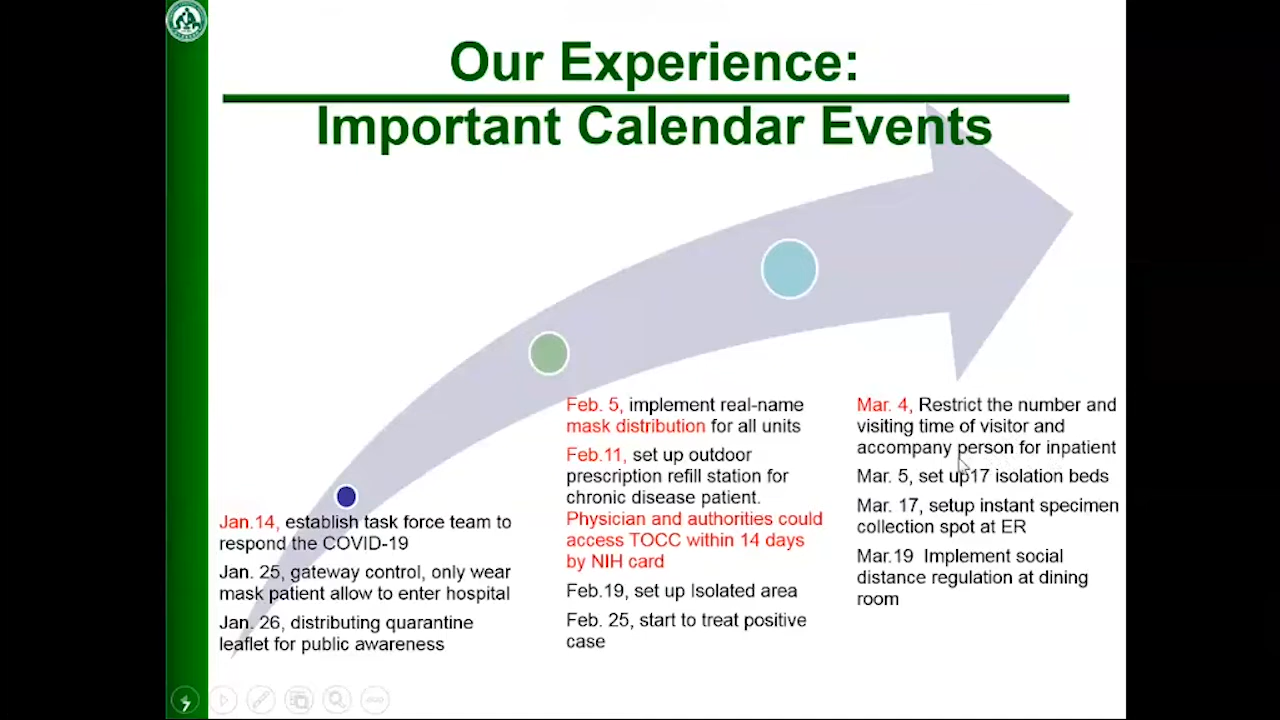 Our Experience:
Important Calendar Events
Jan.14, establish task force team to
respond the COVID-19
Jan. 25, gateway control, only wear
mask patient allow to enter hospital
Jan. 26, distributing quarantine
leaflet for public awareness
Feb. 5, implement real-name
mask distribution for all units
Feb.11, set up outdoor
prescription refill station for
chronic disease patient.
Physician and authorities could
access TOCC within 14 days
by NIH card
Feb.19, set up Isolated area
Feb. 25, start to treat positive
case
Mar. 4, Restrict the number and
visiting time of visitor and
accompany person for inpatient
Mar. 5, set up17 isolation beds
Mar. 17, setup instant specimen
collection spot at ER
Mar.19 Implement social
distance regulation at dining
room